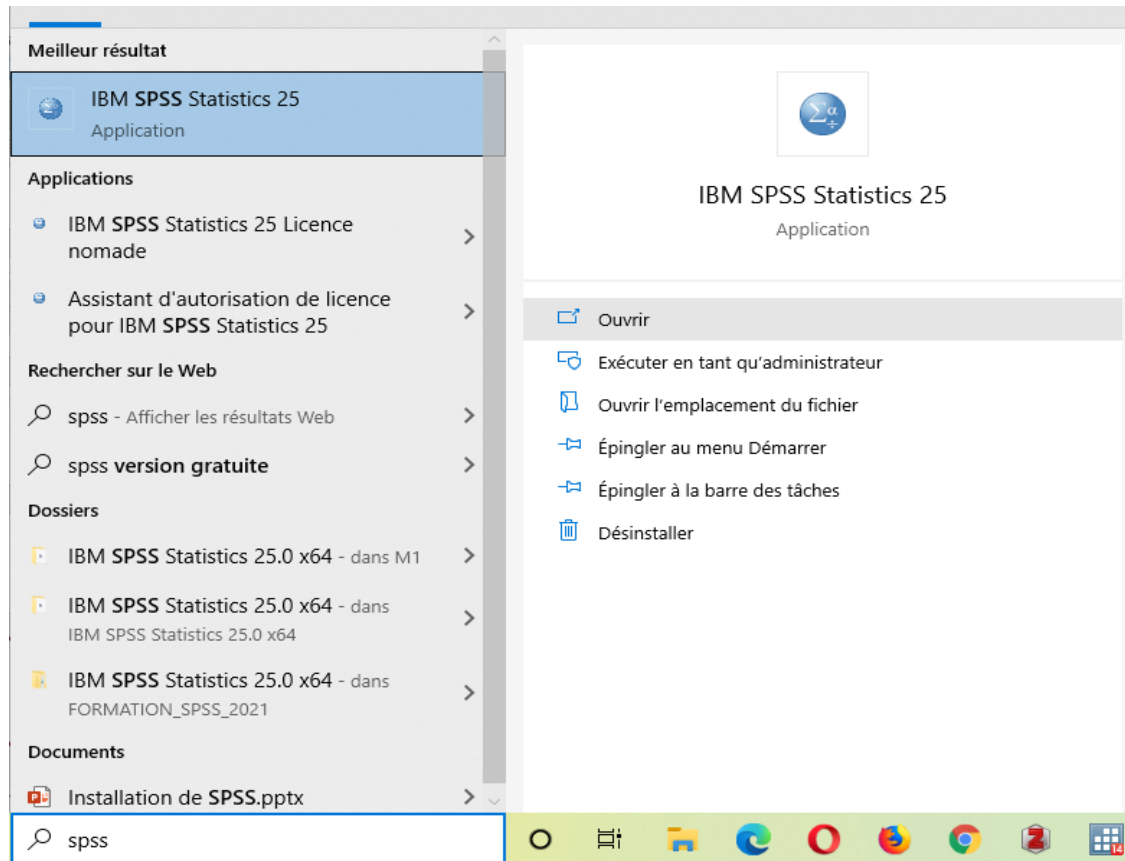 Meilleur résultat
IBM SPSS Statistics 25
Application
Applications
IBM SPSS Statistics 25 Licence
nomade
Assistant d'autorisation de licence
pour IBM SPSS Statistics 25
Rechercher sur le Web
spss - Afficher les résultats Web
spss version gratuite
Dossiers
IBM SPSS Statistics 25.0 x64 - dans M1
IBM SPSS Statistics 25.0 x64 - dans
IBM SPSS Statistics 25.0 x64
IBM SPSS Statistics 25.0 x64 - dans
FORMATION_SPSS_2021
Documents
Installation de SPSS.pptx
spss
Σα÷
IBM SPSS Statistics 25
Application
Ouvrir
Exécuter en tant qu'administrateur
Ouvrir l'emplacement du fichier
Épingler au menu Démarrer
Épingler à la barre des tâches
Désinstaller
Z
14